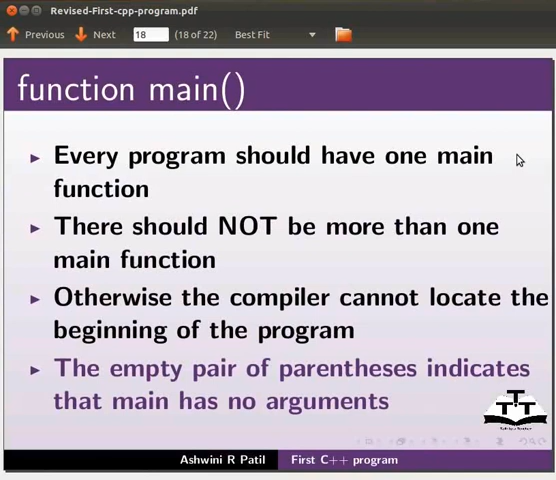 Revised-First-cpp-program.pdf
Previous Next 18 (18 of 22) Best Fit
function main()
Every program should have one main
function
There should NOT be more than one
main function
Otherwise the compiler cannot locate the
beginning of the program
The empty pair of parentheses indicates
that main has no arguments
Ashwini R Patil First C++ program